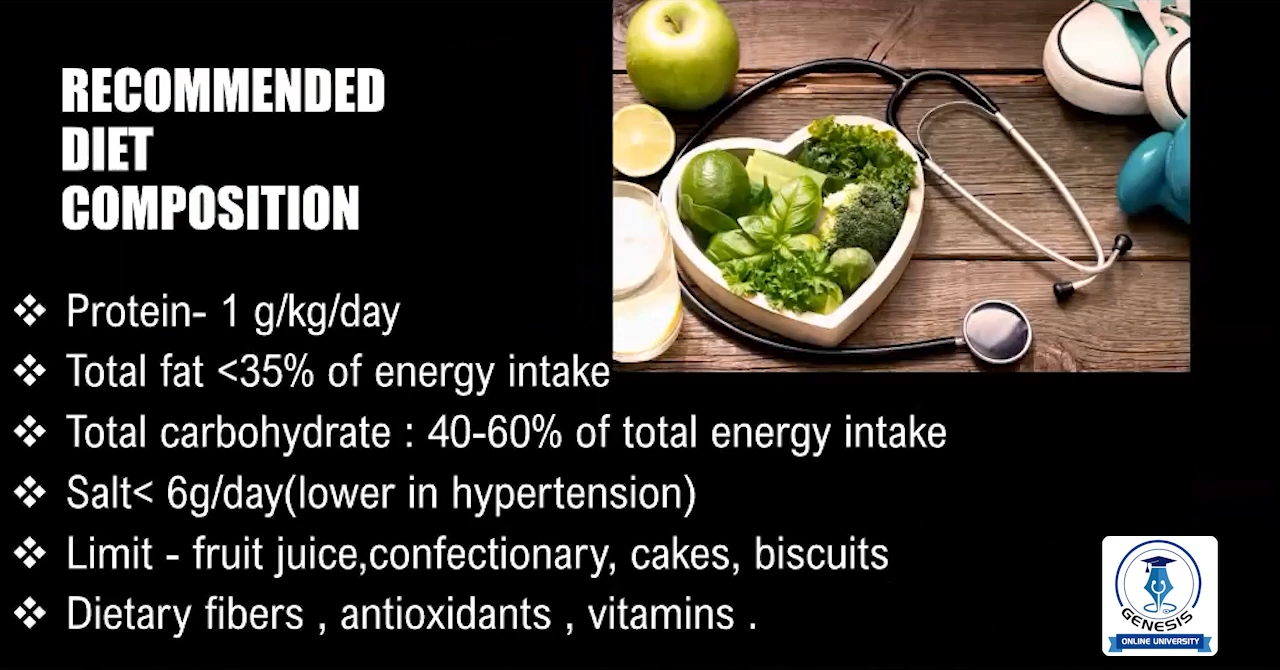 RECOMMENDED
DIET
COMPOSITION
❖ Protein- 1 g/kg/day
❖ Total fat <35% of energy intake
❖ Total carbohydrate : 40-60% of total energy intake
❖ Salt< 6g/day(lower in hypertension)
❖ Limit - fruit juice,confectionary, cakes, biscuits
❖ Dietary fibers , antioxidants , vitamins .
GENESIS
ONLINE UNIVERSITY